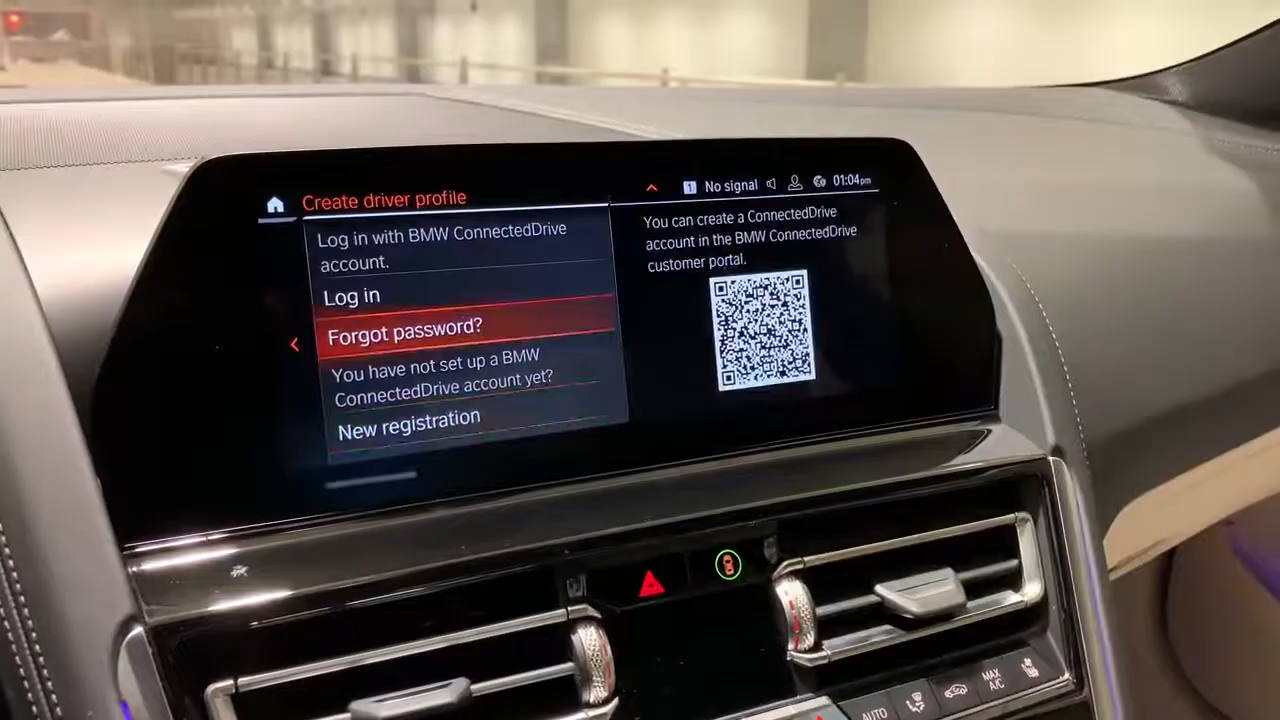 Create driver profile
1 No signal 01:04pm
Log in with BMW ConnectedDrive
account.
Log in
Forgot password?
You have not set up a BMW
ConnectedDrive account yet?
New registration
You can create a ConnectedDrive
account in the BMW ConnectedDrive
customer portal.
AUTO
MAX
A/C